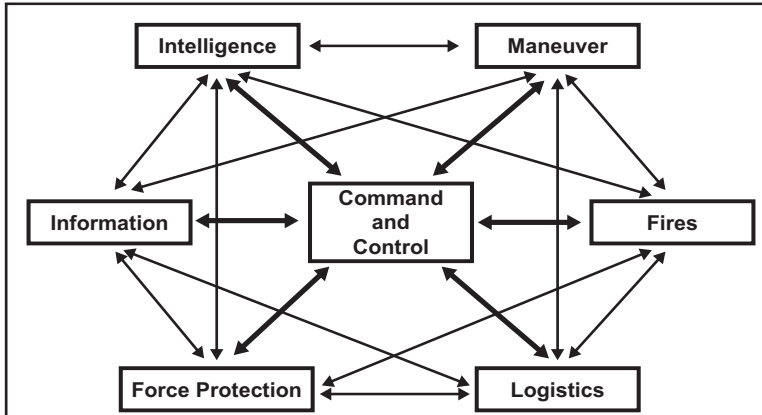 Intelligence
Maneuver
Information
Command
and
Control
Fires
Force Protection
Logistics